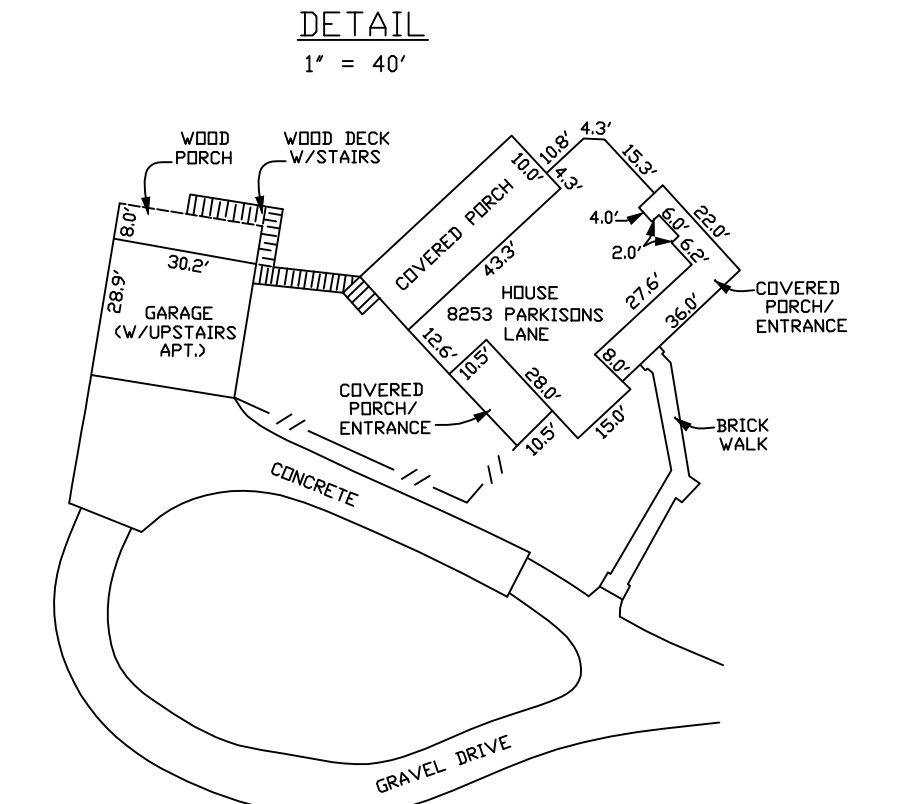 DETAIL
1" = 40'
WOOD
PORCH
WOOD DECK
W/STAIRS
4.3'
10.8'
15.3'
10.0'
4.3'
COVERED PORCH
8.0'
4.0'
6.0'
22.0'
2.0'
6.2'
30.2'
43.3'
28.9'
GARAGE
(W/UPSTAIRS
APT.)
HOUSE
8253 PARKISONS
LANE
27.6'
36.0'
COVERED
PORCH/
ENTRANCE
12.6'
10.5'
8.0'
28.0'
COVERED
PORCH/
ENTRANCE
10.5'
15.0'
BRICK
WALK
CONCRETE
GRAVEL DRIVE